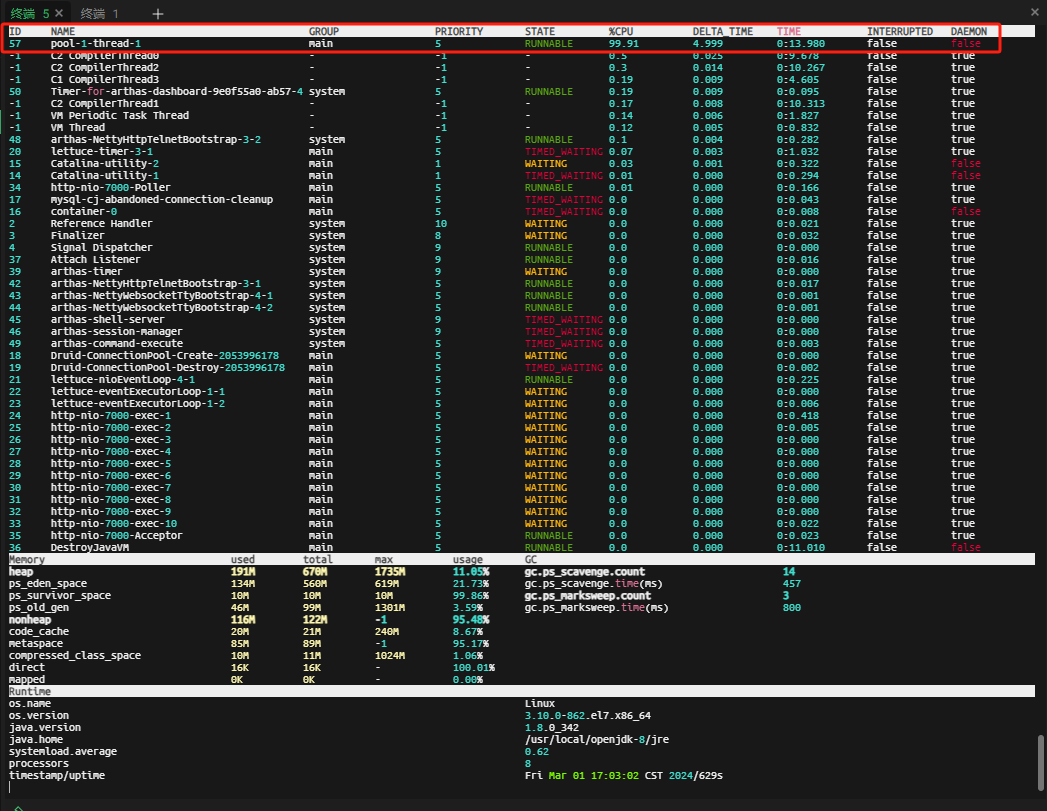 终端 5 × 终端 1 + ×
ID NAME GROUP PRIORITY STATE %CPU DELTA_TIME TIME INTERRUPTED DAEMON
57 pool-1-thread-1 main 5 RUNNABLE 99.91 4.999 0:13.980 false false
-1 C2 CompilerThread0 - -1 - 0.5 0.025 0:9.678 false true
-1 C2 CompilerThread2 - -1 - 0.3 0.014 0:10.267 false true
-1 C1 CompilerThread3 - -1 - 0.19 0.009 0:4.605 false true
50 Timer-for-arthas-dashboard-9e0f55a0-ab57-4 system 5 RUNNABLE 0.19 0.009 0:0.095 false true
-1 C2 CompilerThread1 - -1 - 0.17 0.008 0:10.313 false true
-1 VM Periodic Task Thread - -1 - 0.14 0.006 0:1.827 false true
-1 VM Thread - -1 - 0.12 0.005 0:0.832 false true
48 arthas-NettyHttpTelnetBootstrap-3-2 system 5 RUNNABLE 0.1 0.004 0:0.282 false true
20 lettuce-timer-3-1 main 5 TIMED_WAITING 0.07 0.003 0:1.032 false true
15 Catalina-utility-2 main 1 WAITING 0.03 0.001 0:0.322 false false
14 Catalina-utility-1 main 1 TIMED_WAITING 0.01 0.000 0:0.294 false false
34 http-nio-7000-Poller main 5 RUNNABLE 0.01 0.000 0:0.166 false true
17 mysql-cj-abandoned-connection-cleanup main 5 TIMED_WAITING 0.0 0.000 0:0.043 false true
16 container-0 main 5 TIMED_WAITING 0.0 0.000 0:0.008 false false
2 Reference Handler system 10 WAITING 0.0 0.000 0:0.021 false true
3 Finalizer system 8 WAITING 0.0 0.000 0:0.032 false true
4 Signal Dispatcher system 9 RUNNABLE 0.0 0.000 0:0.000 false true
37 Attach Listener system 9 RUNNABLE 0.0 0.000 0:0.016 false true
39 arthas-timer system 9 WAITING 0.0 0.000 0:0.000 false true
42 arthas-NettyHttpTelnetBootstrap-3-1 system 5 RUNNABLE 0.0 0.000 0:0.017 false true
43 arthas-NettyWebsocketTtyBootstrap-4-1 system 5 RUNNABLE 0.0 0.000 0:0.001 false true
44 arthas-NettyWebsocketTtyBootstrap-4-2 system 5 RUNNABLE 0.0 0.000 0:0.001 false true
45 arthas-shell-server system 9 TIMED_WAITING 0.0 0.000 0:0.000 false true
46 arthas-session-manager system 9 TIMED_WAITING 0.0 0.000 0:0.000 false true
49 arthas-command-execute system 5 TIMED_WAITING 0.0 0.000 0:0.003 false true
18 Druid-ConnectionPool-Create-2053996178 main 5 WAITING 0.0 0.000 0:0.000 false true
19 Druid-ConnectionPool-Destroy-2053996178 main 5 TIMED_WAITING 0.0 0.000 0:0.002 false true
21 lettuce-nioEventLoop-4-1 main 5 RUNNABLE 0.0 0.000 0:0.225 false true
22 lettuce-eventExecutorLoop-1-1 main 5 WAITING 0.0 0.000 0:0.000 false true
23 lettuce-eventExecutorLoop-1-2 main 5 WAITING 0.0 0.000 0:0.006 false true
24 http-nio-7000-exec-1 main 5 WAITING 0.0 0.000 0:0.418 false true
25 http-nio-7000-exec-2 main 5 WAITING 0.0 0.000 0:0.005 false true
26 http-nio-7000-exec-3 main 5 WAITING 0.0 0.000 0:0.000 false true
27 http-nio-7000-exec-4 main 5 WAITING 0.0 0.000 0:0.000 false true
28 http-nio-7000-exec-5 main 5 WAITING 0.0 0.000 0:0.000 false true
29 http-nio-7000-exec-6 main 5 WAITING 0.0 0.000 0:0.000 false true
30 http-nio-7000-exec-7 main 5 WAITING 0.0 0.000 0:0.000 false true
31 http-nio-7000-exec-8 main 5 WAITING 0.0 0.000 0:0.000 false true
32 http-nio-7000-exec-9 main 5 WAITING 0.0 0.000 0:0.000 false true
33 http-nio-7000-exec-10 main 5 WAITING 0.0 0.000 0:0.022 false true
35 http-nio-7000-Acceptor main 5 RUNNABLE 0.0 0.000 0:0.023 false true
36 DestroyJavaVM main 5 RUNNABLE 0.0 0.000 0:11.010 false false
Memory used total max usage GC
heap 191M 670M 1735M 11.05% gc.ps_scavenge.count 14
ps_eden_space 134M 560M 619M 21.73% gc.ps_scavenge.time(ms) 457
ps_survivor_space 10M 10M 10M 99.86% gc.ps_marksweep.count 3
ps_old_gen 46M 99M 1301M 3.59% gc.ps_marksweep.time(ms) 800
nonheap 116M 122M -1 95.48%
code_cache 20M 21M 240M 8.67%
metaspace 85M 89M -1 95.17%
compressed_class_space 10M 11M 1024M 1.06%
direct 16K 16K - 100.01%
mapped 0K 0K - 0.00%
Runtime
os.name Linux
os.version 3.10.0-862.el7.x86_64
java.version 1.8.0_342
java.home /usr/local/openjdk-8/jre
systemload.average 0.62
processors 8
timestamp/uptime Fri Mar 01 17:03:02 CST 2024/629s